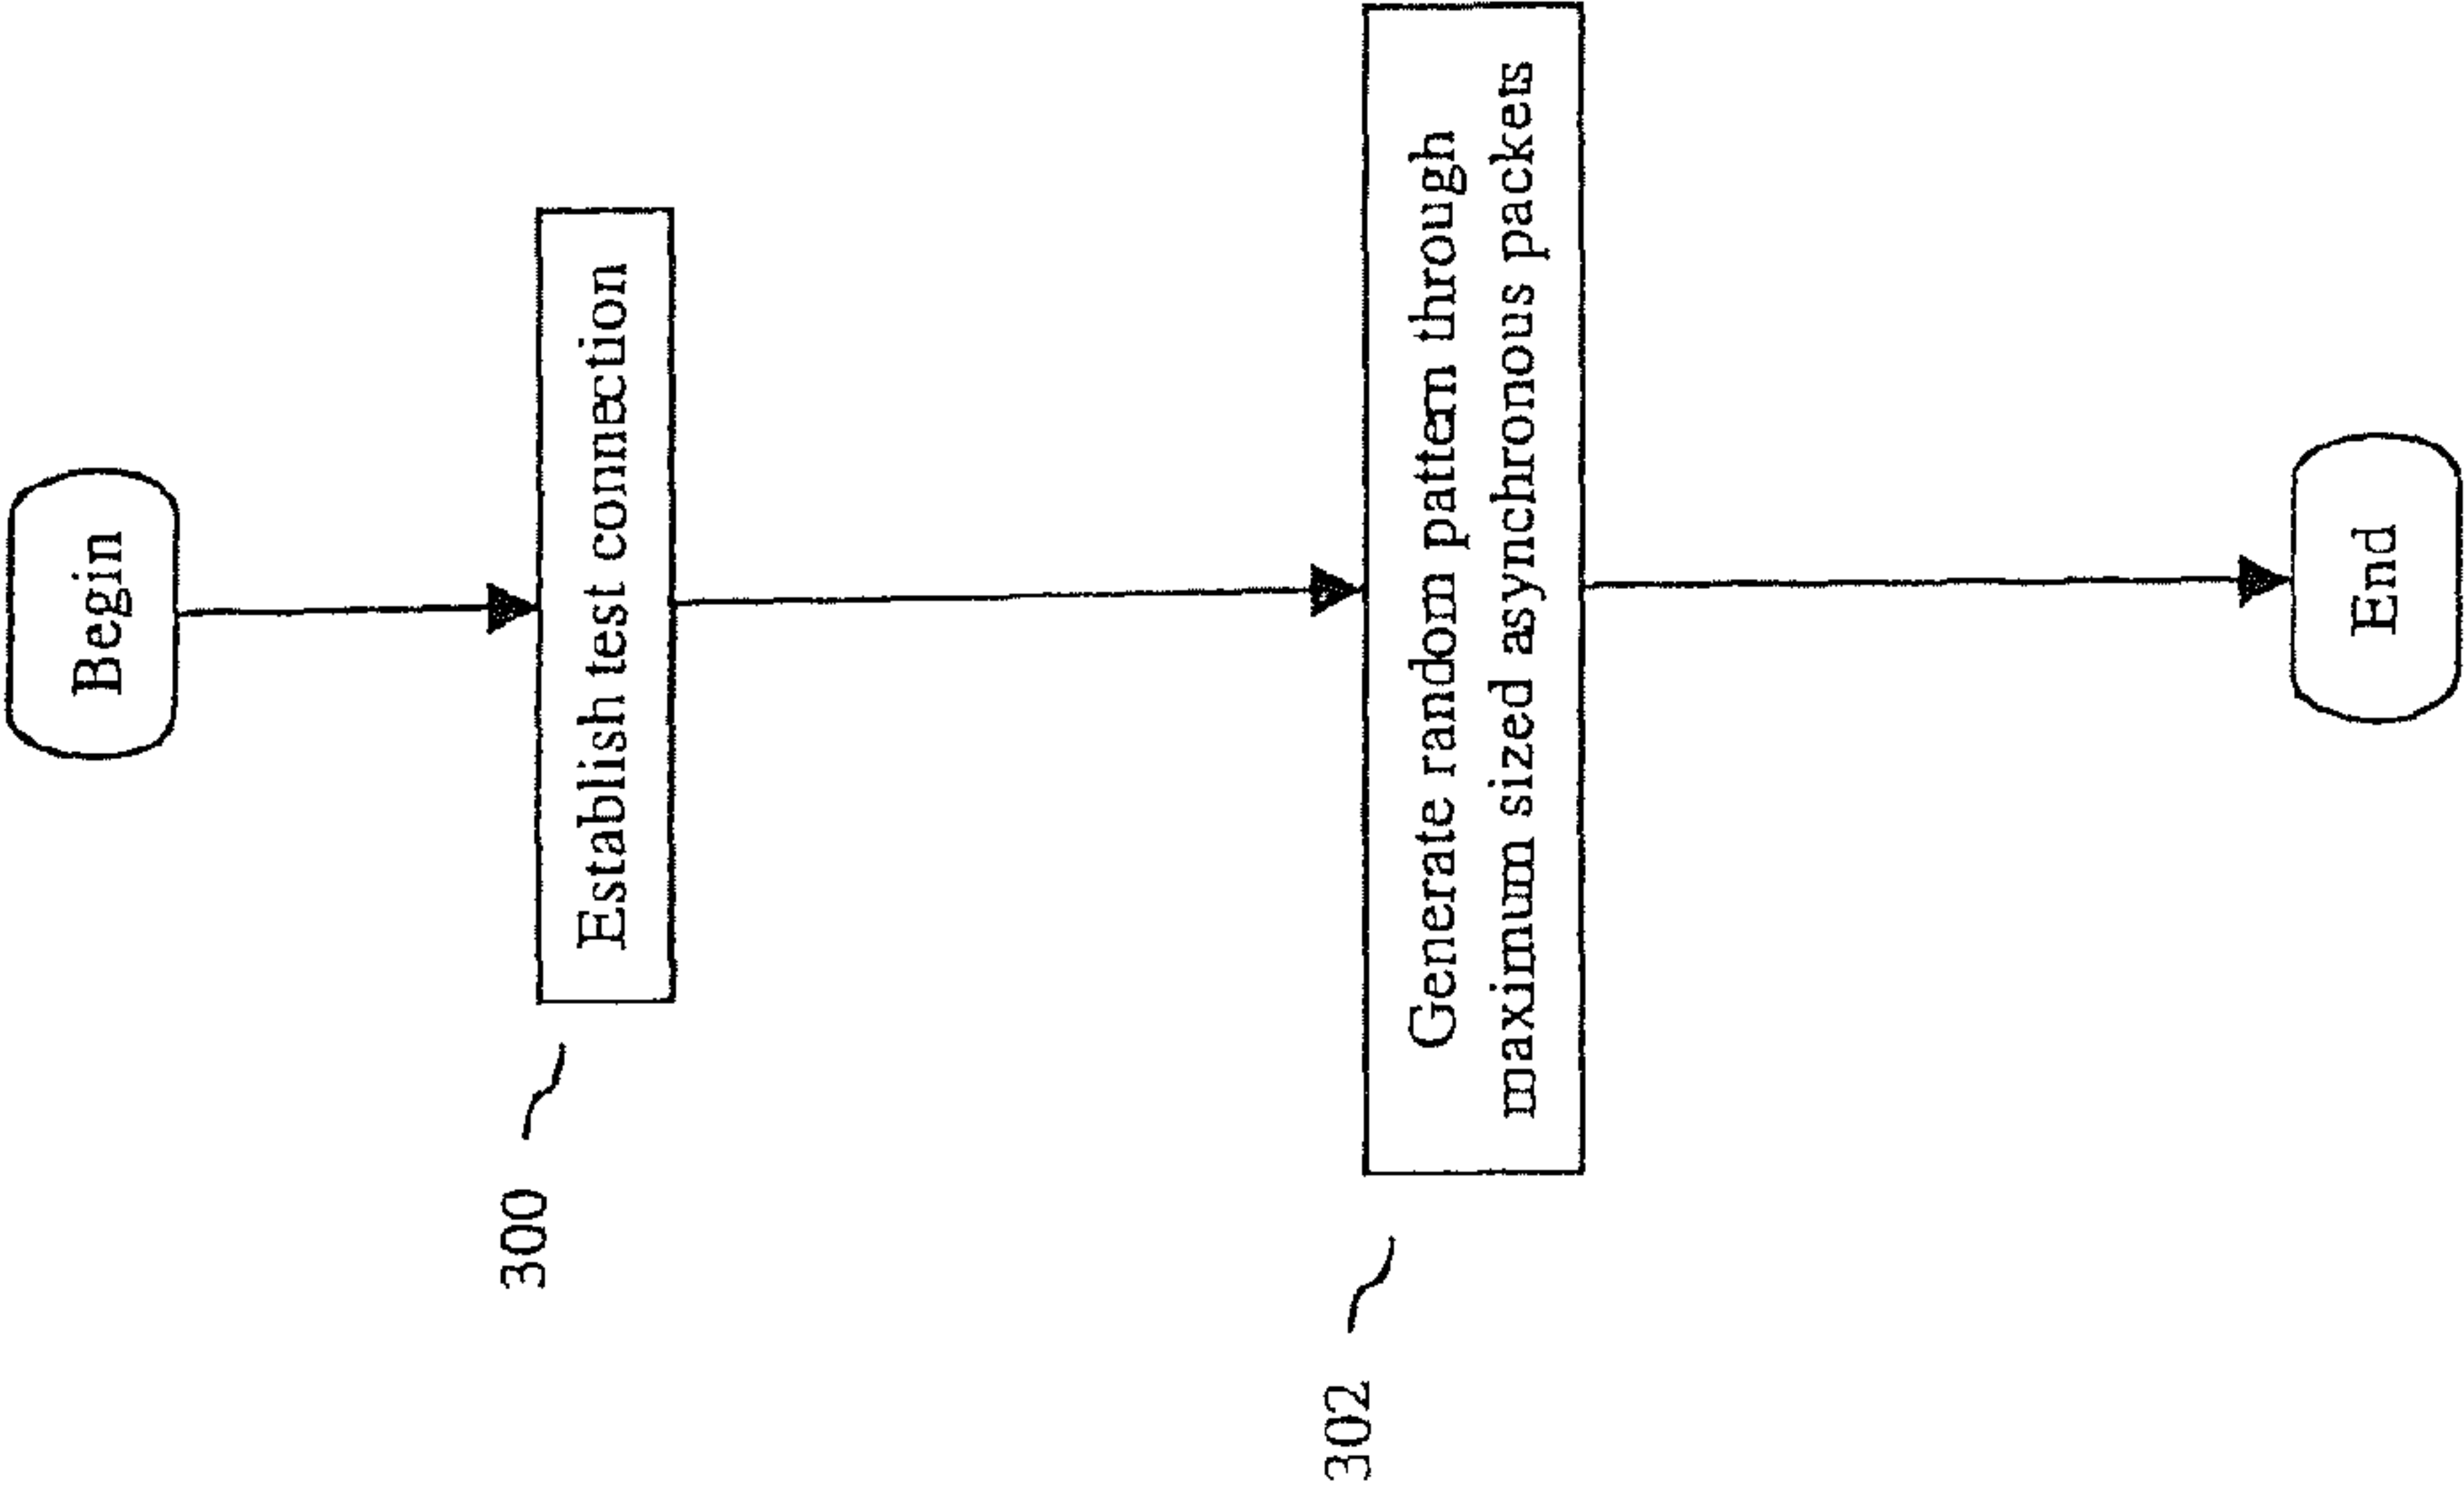 Begin
300
Establish test connection
302
Generate random pattern through
maximum sized asynchronous packets
End